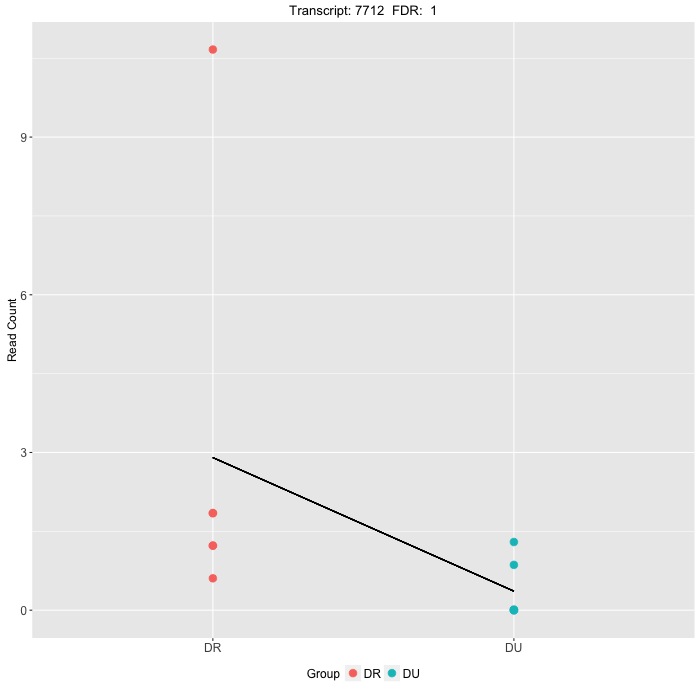 Transcript: 7712  FDR:  1
Read Count
9
6
3
0
DR
DU
Group DR DU